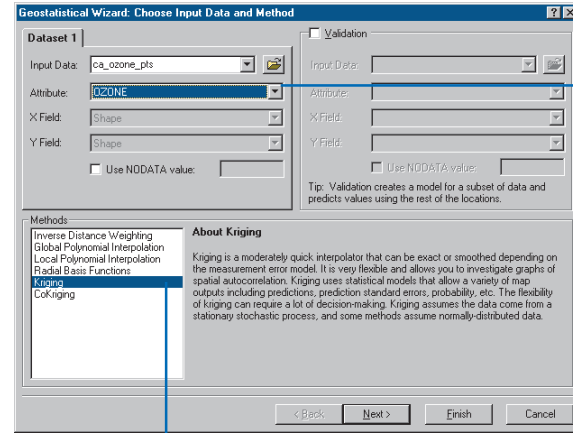 Geostatistical Wizard: Choose Input Data and Method
Dataset 1
Input Data: ca_ozone_pts
Attribute: OZONE
X Field: Shape
Y Field: Shape
Use NODATA value:
Validation
Input Data:
Attribute:
X Field:
Y Field:
Use NODATA value:
Tip: Validation creates a model for a subset of data and
predicts values using the rest of the locations.
Methods
Inverse Distance Weighting
Global Polynomial Interpolation
Local Polynomial Interpolation
Radial Basis Functions
Kriging
CoKriging
About Kriging
Kriging is a moderately quick interpolator that can be exact or smoothed depending on
the measurement error model. It is very flexible and allows you to investigate graphs of
spatial autocorrelation. Kriging uses statistical models that allow a variety of map
outputs including predictions, prediction standard errors, probability, etc. The flexibility
of kriging can require a lot of decision-making. Kriging assumes the data come from a
stationary stochastic process, and some methods assume normally-distributed data.
< Back
Next >
Finish
Cancel